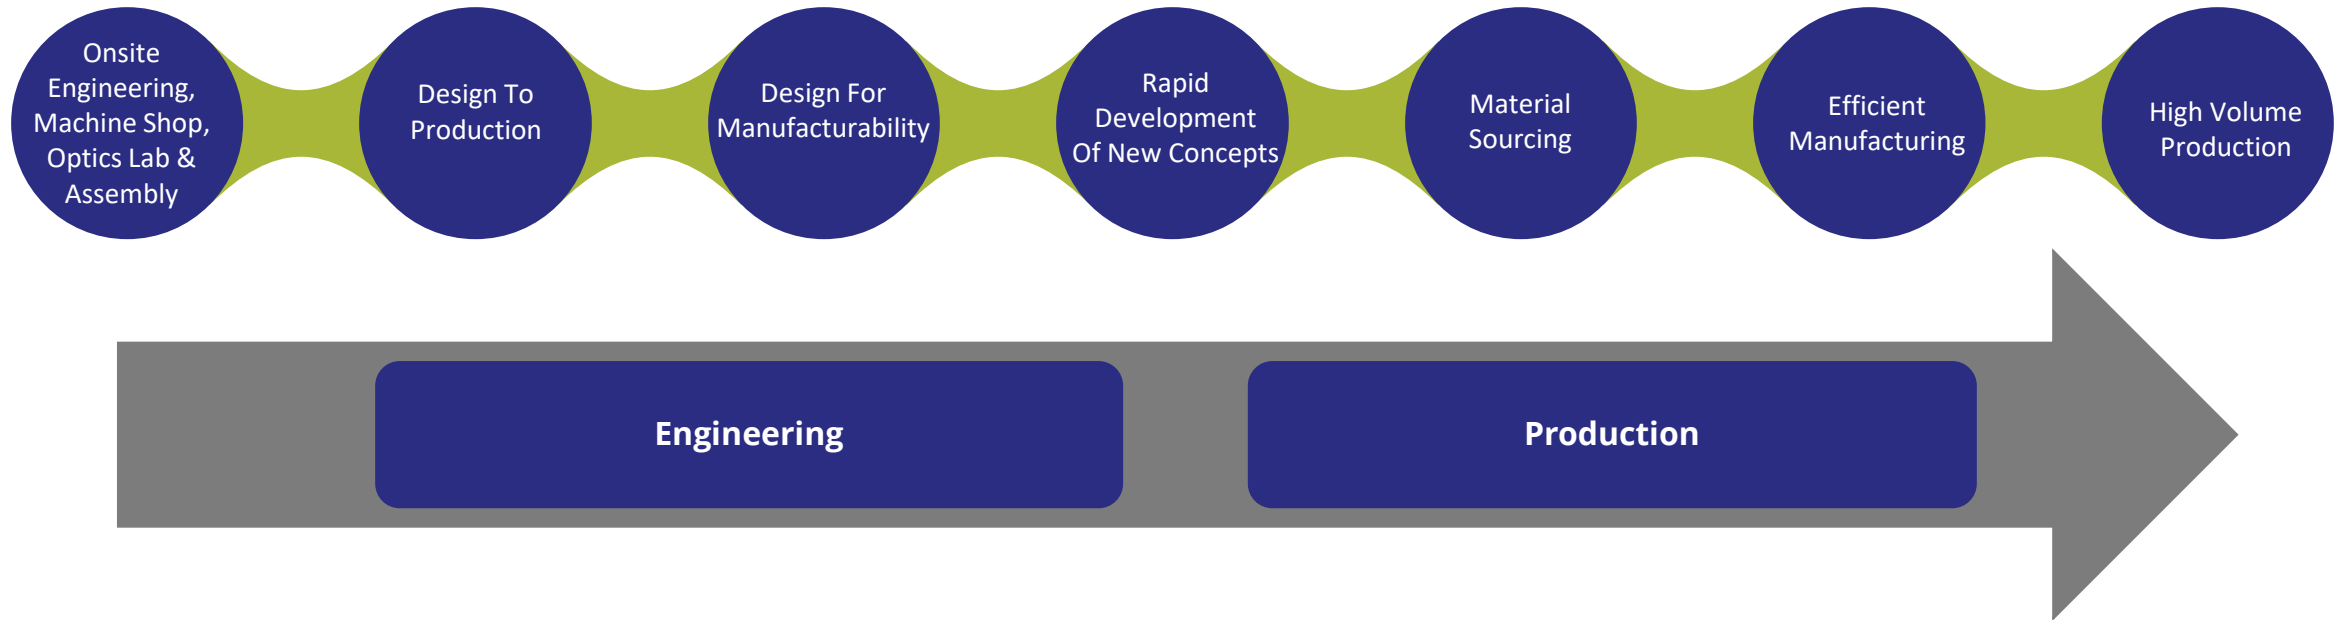 Onsite
Engineering,
Machine Shop,
Optics Lab &
Assembly
Design To
Production
Design For
Manufacturability
Rapid
Development
Of New Concepts
Material
Sourcing
Efficient
Manufacturing
High Volume
Production
Engineering
Production